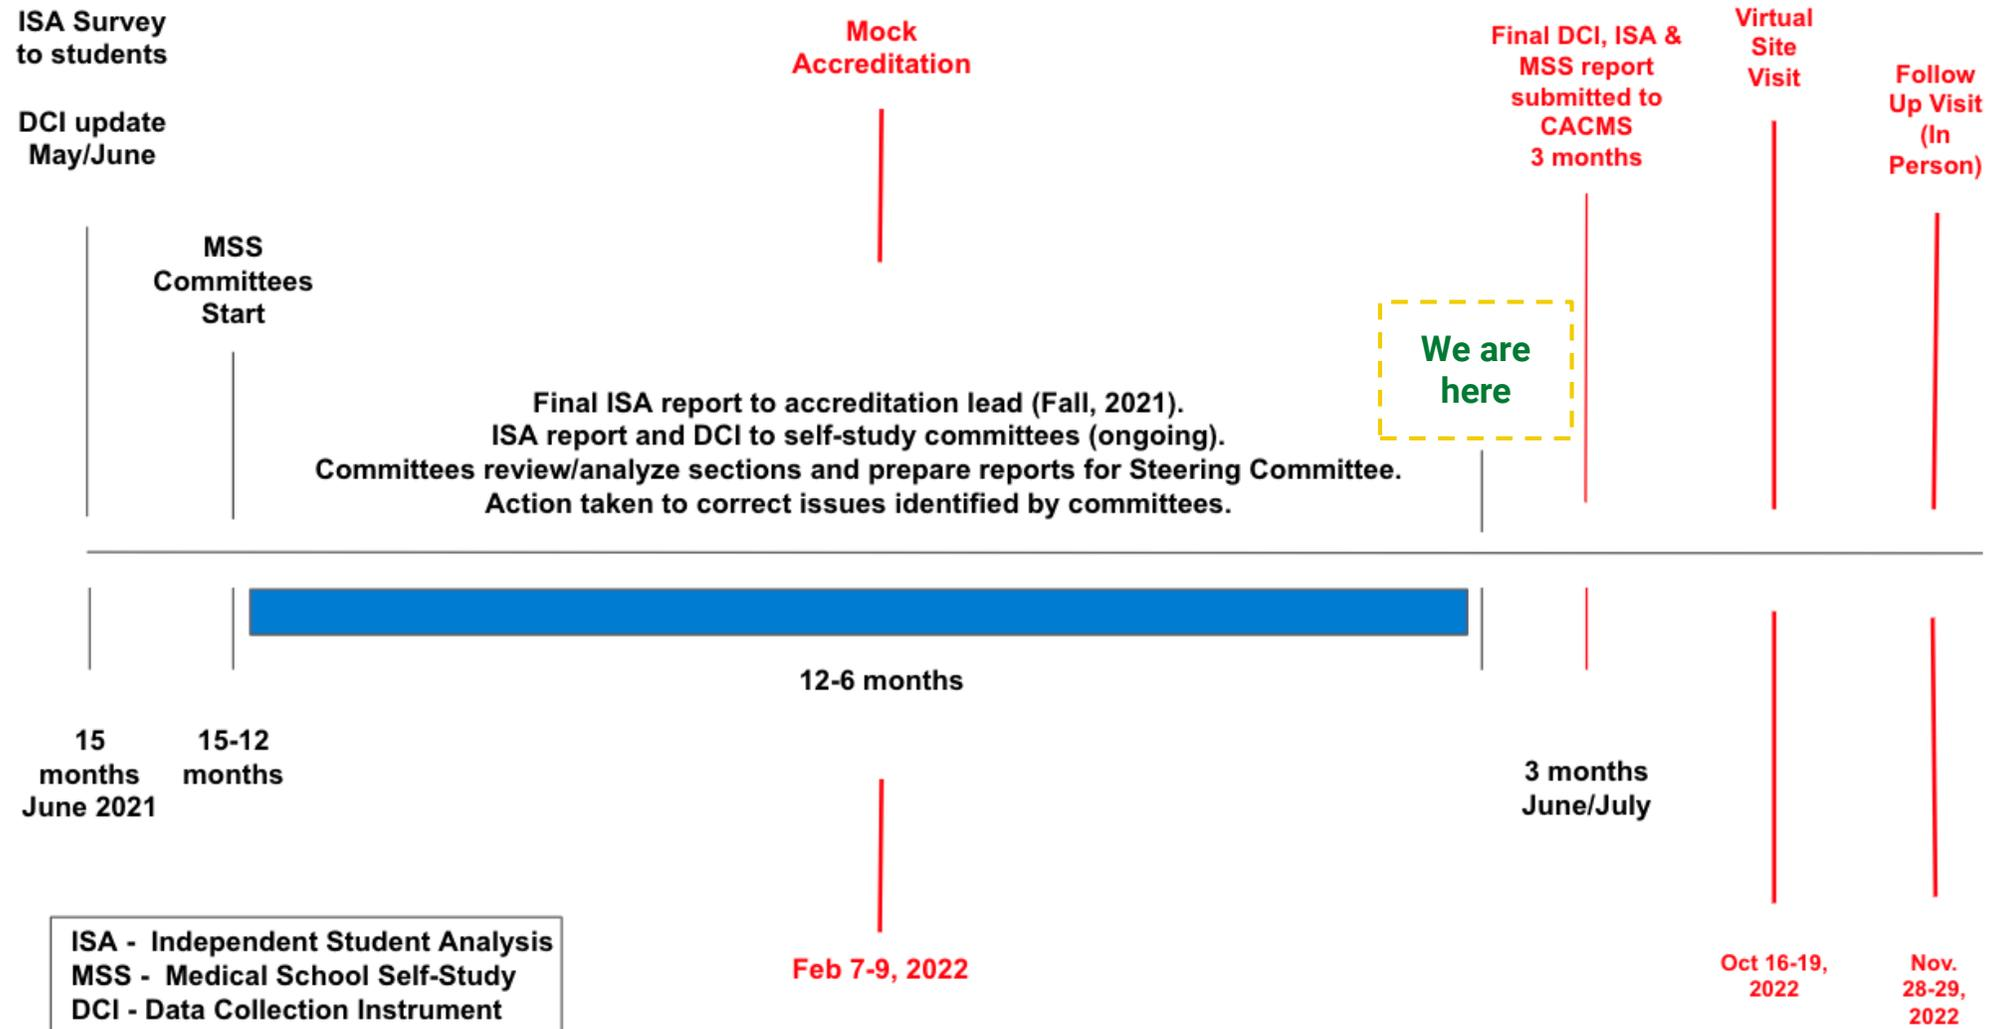 ISA Survey
to students
DCI update
May/June
MSS
Committees
Start
Mock
Accreditation
Final DCI, ISA &
MSS report
submitted to
CACMS
3 months
Virtual
Site
Visit
Follow
Up Visit
(In
Person)
We are
here
Final ISA report to accreditation lead (Fall, 2021).
ISA report and DCI to self-study committees (ongoing).
Committees review/analyze sections and prepare reports for Steering Committee.
Action taken to correct issues identified by committees.
12-6 months
15
months
June 2021
15-12
months
3 months
June/July
Feb 7-9, 2022
Oct 16-19,
2022
Nov.
28-29,
2022
ISA - Independent Student Analysis
MSS - Medical School Self-Study
DCI - Data Collection Instrument